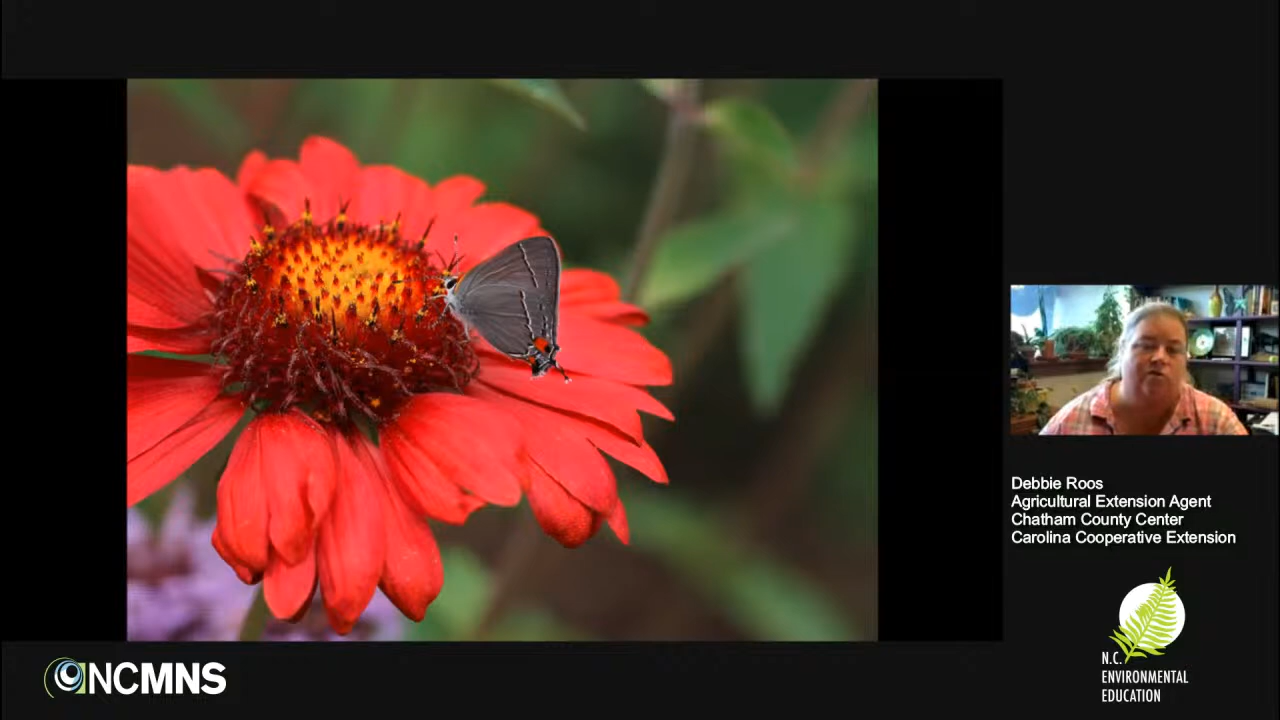 Debbie Roos
Agricultural Extension Agent
Chatham County Center
Carolina Cooperative Extension
N.C.
ENVIRONMENTAL
EDUCATION
NCMNS